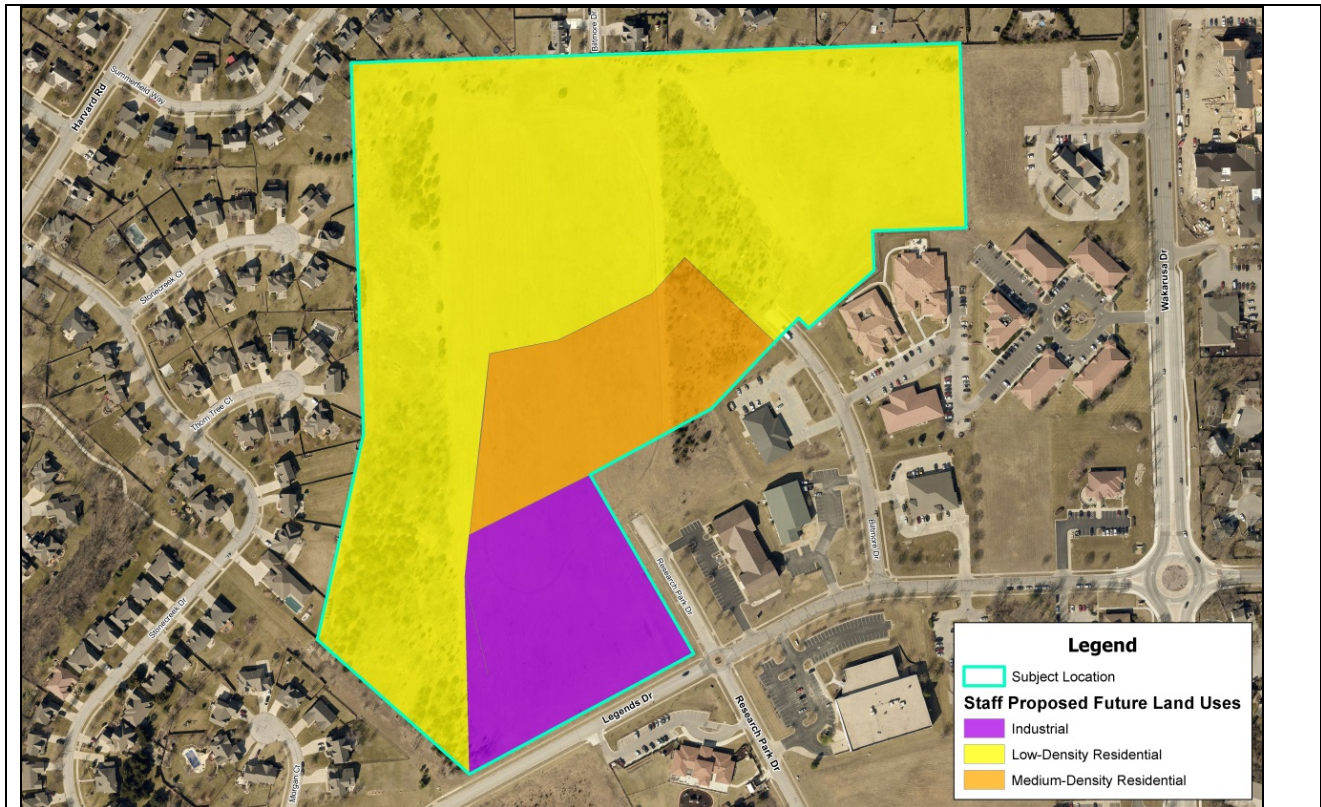 Biltmore Dr
Summerfield Way
Harvard Rd
Stonecreek Ct
Wakarusa Dr
Thorn Tree Ct
Biltmore Dr
Research Park Dr
Stonecreek Dr
Legends Dr
Research Park Dr
Morgan Ct
Legend
Subject Location
Staff Proposed Future Land Uses
Industrial
Low-Density Residential
Medium-Density Residential